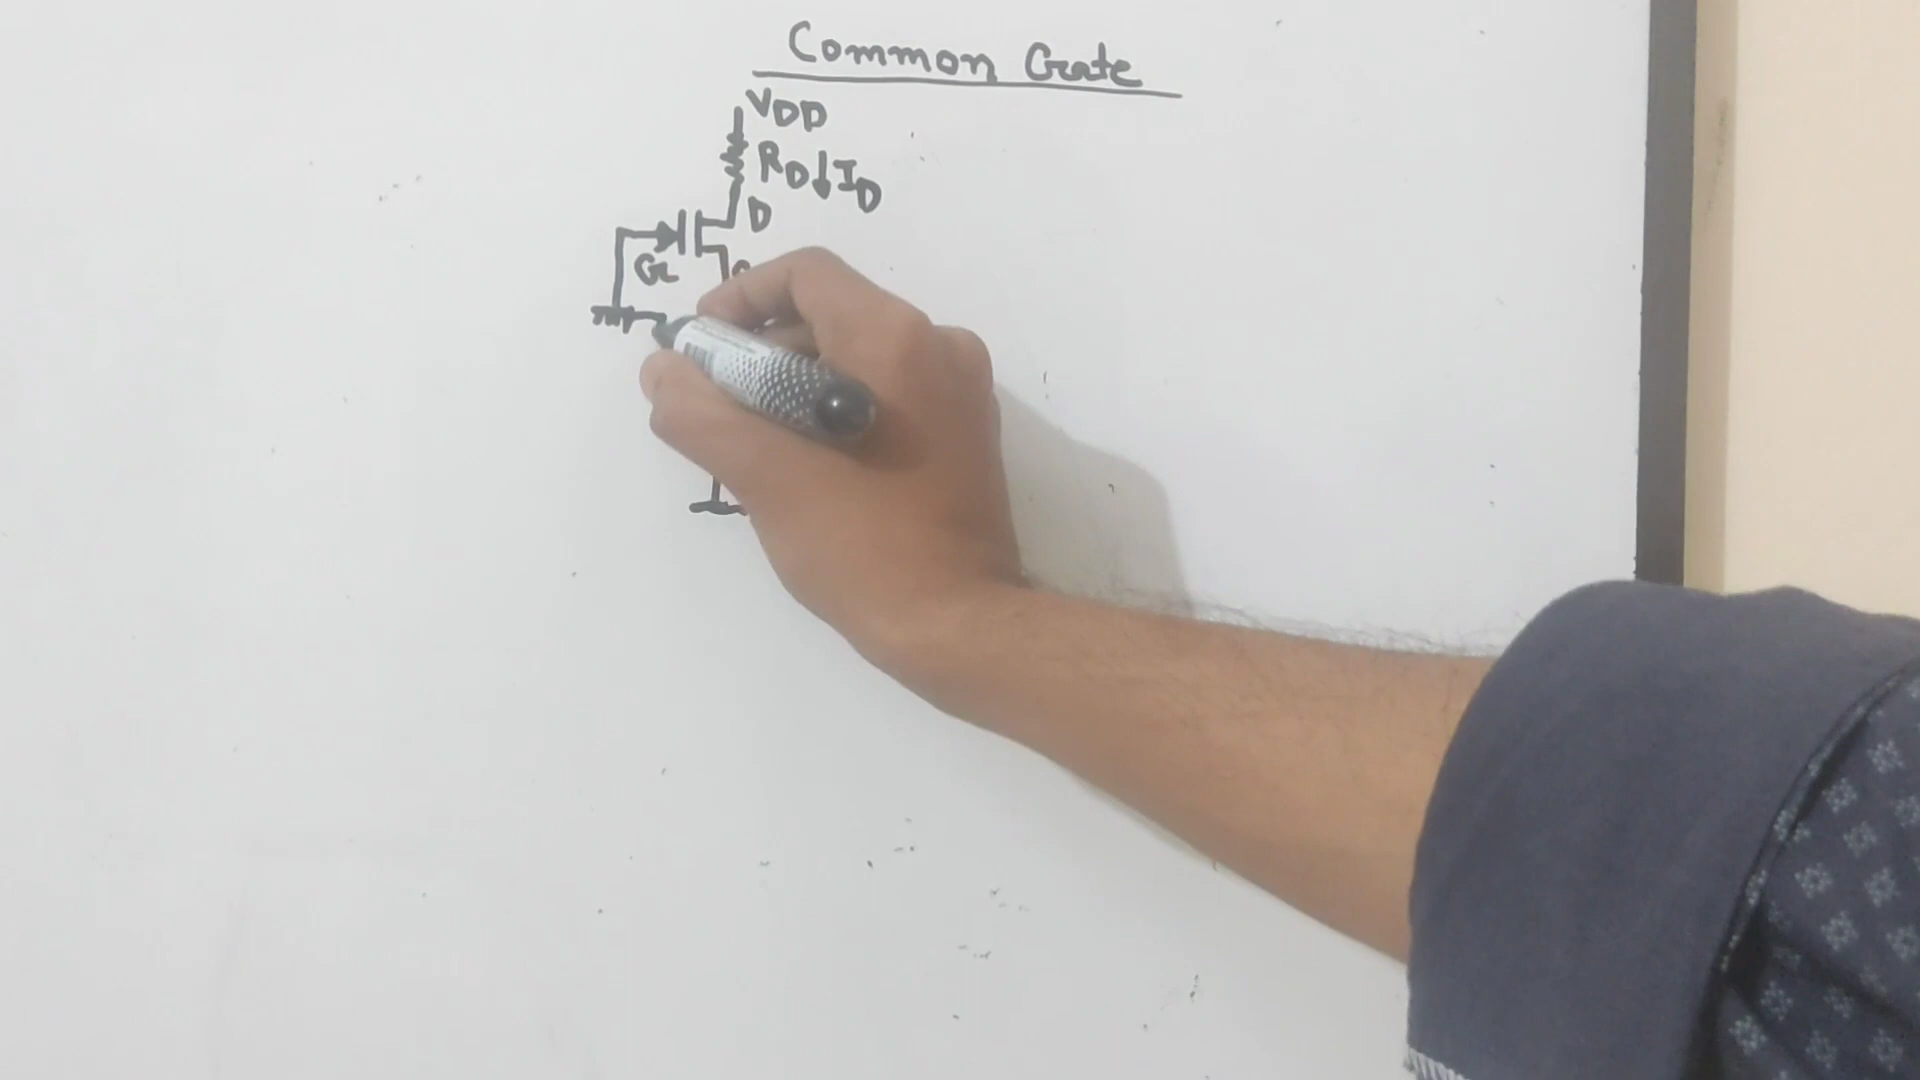 Common Gate
VDD
RD ↓ID
D
G